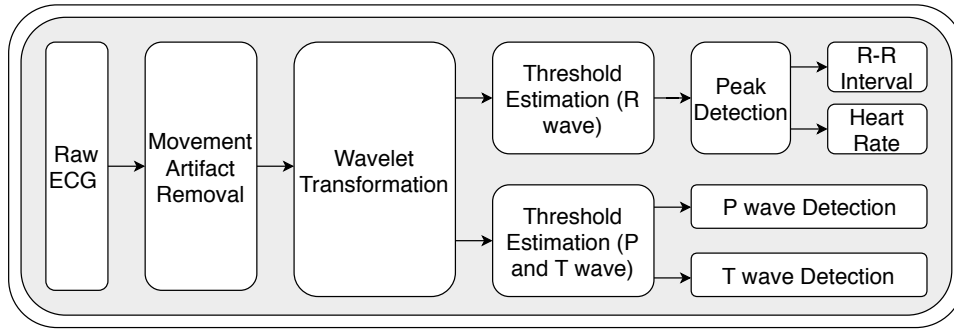 Raw
ECG
Movement
Artifact
Removal
Wavelet
Transformation
Threshold
Estimation (R
wave)
Peak
Detection
R-R
Interval
Heart
Rate
Threshold
Estimation (P
and T wave)
P wave Detection
T wave Detection